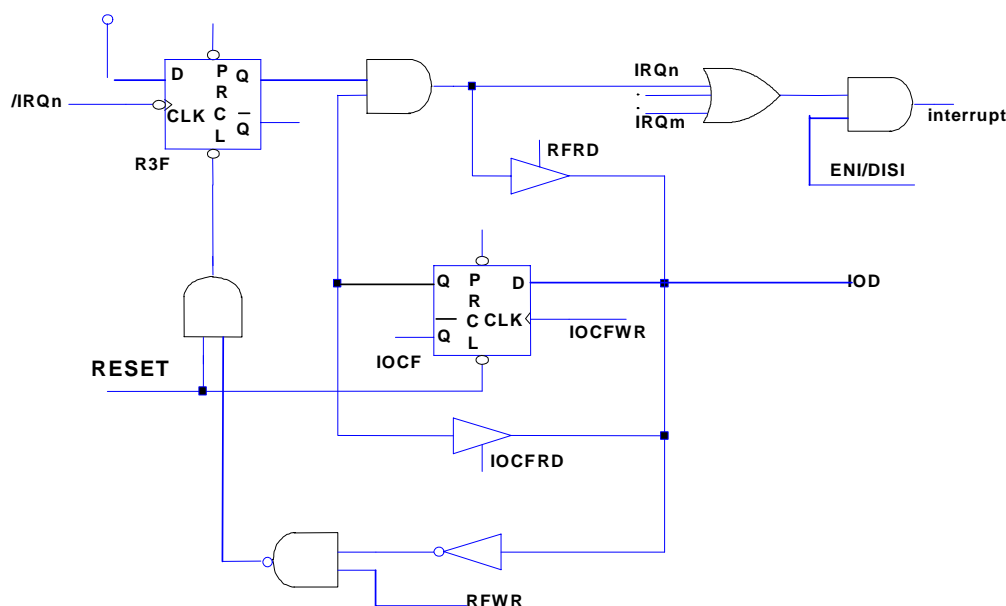 D
P
R
C
L
Q
/IRQn
CLK
Q
R3F
IRQn
.
.
IRQm
interrupt
RFRD
ENI/DISI
Q
P
R
C
L
D
IOD
CLK
Q
IOCFWR
IOCF
RESET
IOCFRD
RFWR